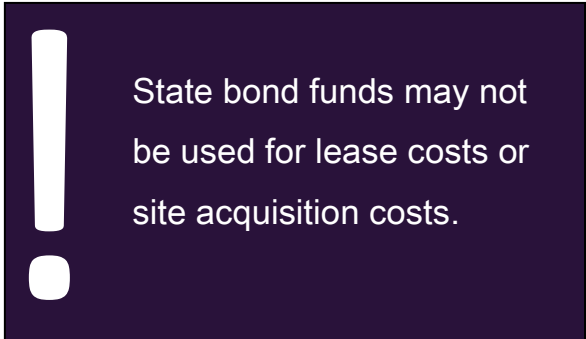 !
State bond funds may not
be used for lease costs or
site acquisition costs.